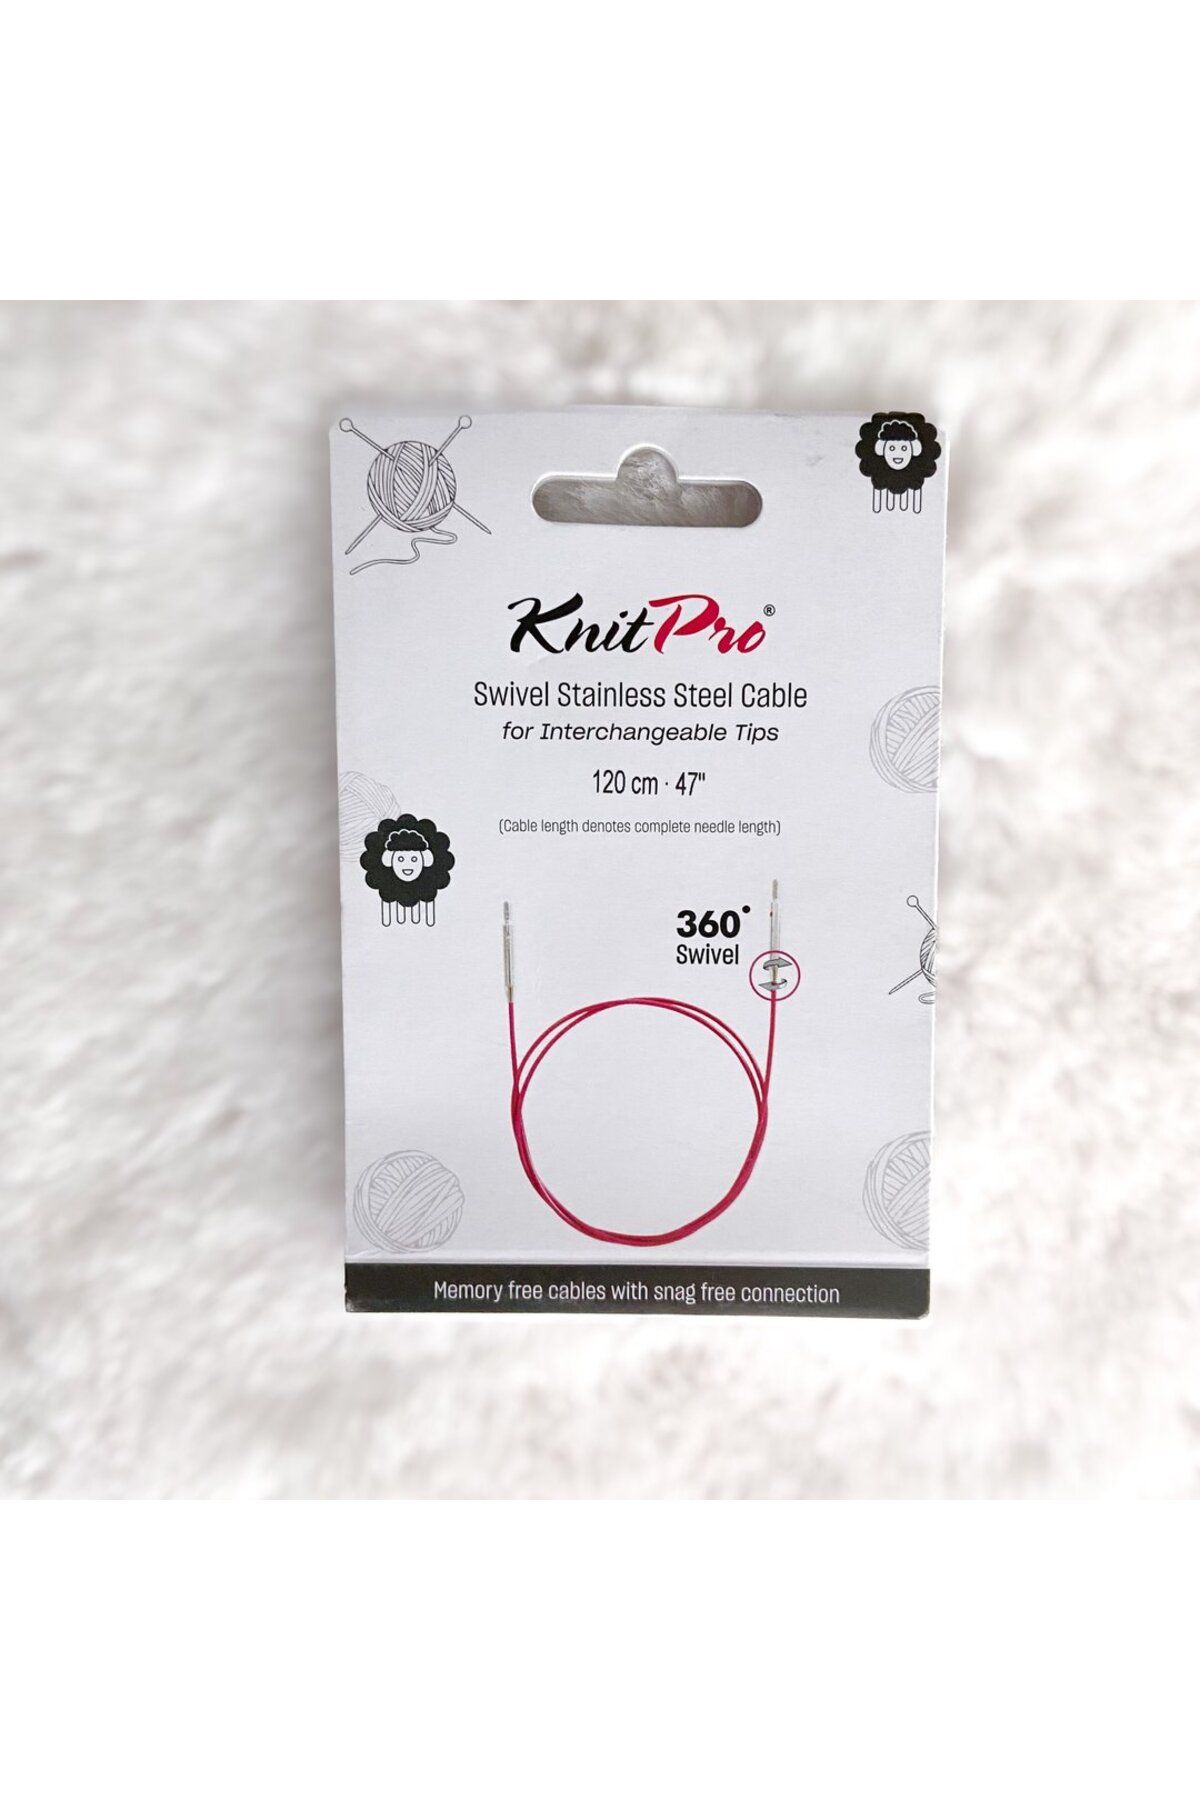 KnitPro®
Swivel Stainless Steel Cable
for Interchangeable Tips
120 cm · 47"
(Cable length denotes complete needle length)
360°
Swivel
Memory free cables with snag free connection